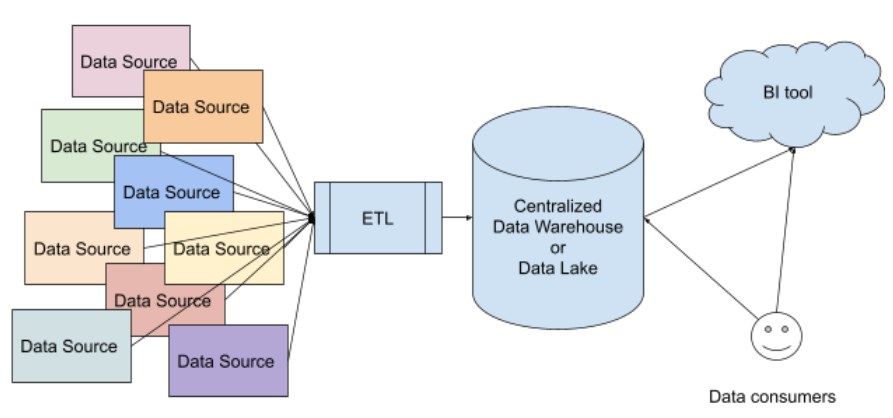 Data Source
Data Source
Data Source
Data Source
Data Source
Data Source
Data Source
Data Source
Data Source
ETL
Centralized
Data Warehouse
or
Data Lake
BI tool
Data consumers